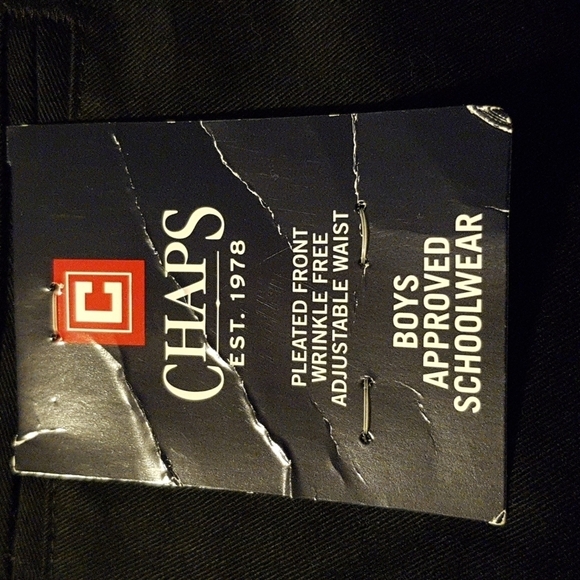 C
CHAPS
EST. 1978
PLEATED FRONT
WRINKLE FREE
ADJUSTABLE WAIST
BOYS
APPROVED
SCHOOLWEAR